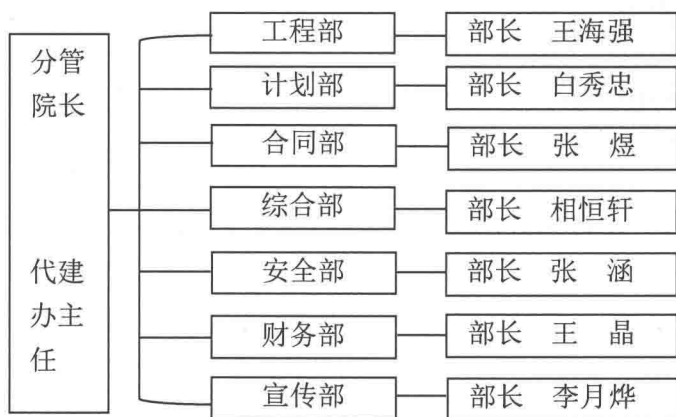 分管
院长
代建
办主
任
工程部
部长 王海强
计划部
部长 白秀忠
合同部
部长 张 煜
综合部
部长 相恒轩
安全部
部长 张 涵
财务部
部长 王 晶
宣传部
部长 李月烨